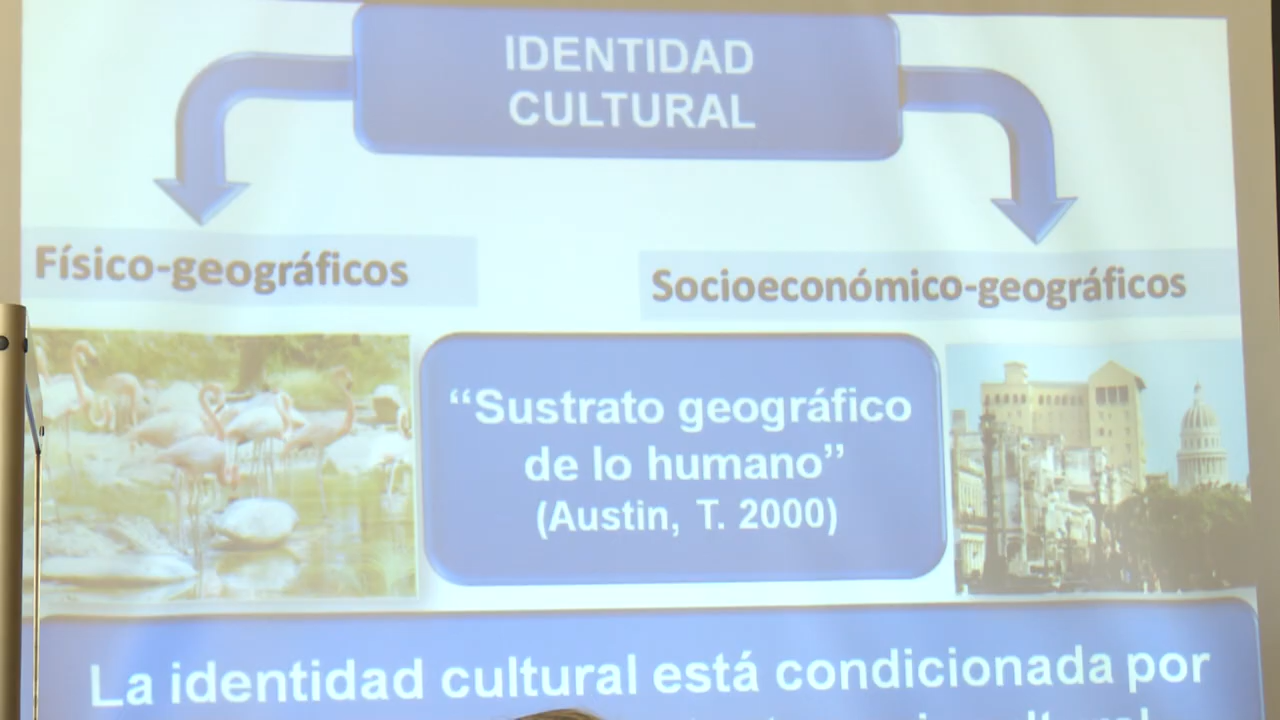 IDENTIDAD
CULTURAL
Físico-geográficos
Socioeconómico-geográficos
“Sustrato geográfico
de lo humano”
(Austin, T. 2000)
La identidad cultural está condicionada por